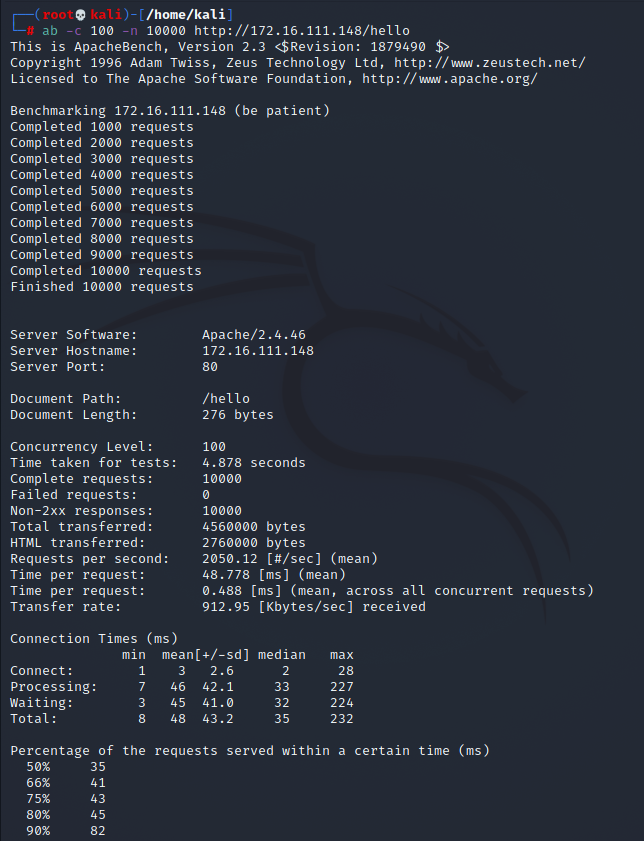 ┌──(root💀kali)-[/home/kali]
└─# ab -c 100 -n 10000 http://172.16.111.148/hello
This is ApacheBench, Version 2.3 <$Revision: 1879490 $>
Copyright 1996 Adam Twiss, Zeus Technology Ltd, http://www.zeustech.net/
Licensed to The Apache Software Foundation, http://www.apache.org/

Benchmarking 172.16.111.148 (be patient)
Completed 1000 requests
Completed 2000 requests
Completed 3000 requests
Completed 4000 requests
Completed 5000 requests
Completed 6000 requests
Completed 7000 requests
Completed 8000 requests
Completed 9000 requests
Completed 10000 requests
Finished 10000 requests


Server Software:        Apache/2.4.46
Server Hostname:        172.16.111.148
Server Port:            80

Document Path:          /hello
Document Length:        276 bytes

Concurrency Level:      100
Time taken for tests:   4.878 seconds
Complete requests:      10000
Failed requests:        0
Non-2xx responses:      10000
Total transferred:      4560000 bytes
HTML transferred:       2760000 bytes
Requests per second:    2050.12 [#/sec] (mean)
Time per request:       48.778 [ms] (mean)
Time per request:       0.488 [ms] (mean, across all concurrent requests)
Transfer rate:          912.95 [Kbytes/sec] received

Connection Times (ms)
              min  mean[+/-sd] median   max
Connect:        1    3   2.6      2      28
Processing:     7   46  42.1     33     227
Waiting:        3   45  41.0     32     224
Total:          8   48  43.2     35     232

Percentage of the requests served within a certain time (ms)
  50%     35
  66%     41
  75%     43
  80%     45
  90%     82